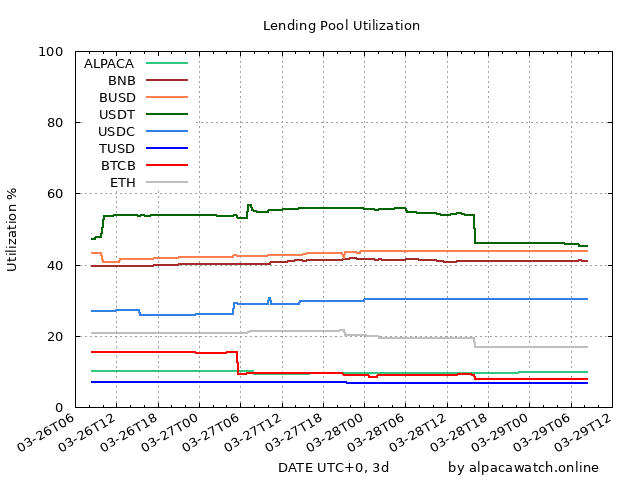 Lending Pool Utilization
100
80
60
40
20
0
Utilization %
ALPACA
BNB
BUSD
USDT
USDC
TUSD
BTCB
ETH
03-26T06
03-26T12
03-26T18
03-27T00
03-27T06
03-27T12
03-27T18
03-28T00
03-28T06
03-28T12
03-28T18
03-29T00
03-29T06
03-29T12
DATE UTC+0, 3d
by alpacawatch.online